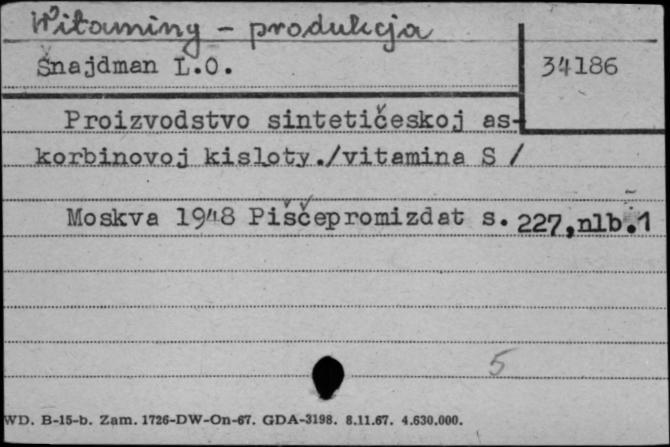 Witaminy - produkcja
Šnajdman L.O.
34186
Proizvodstvo sintetičeskoj as-
korbinovoj kisloty./vitamina S /
Moskva 1948 Piščepromizdat s. 227, nlb.1
5
WD. B-15-b. Zam. 1726-DW-On-67. GDA-3198. 8.11.67. 4.630.000.